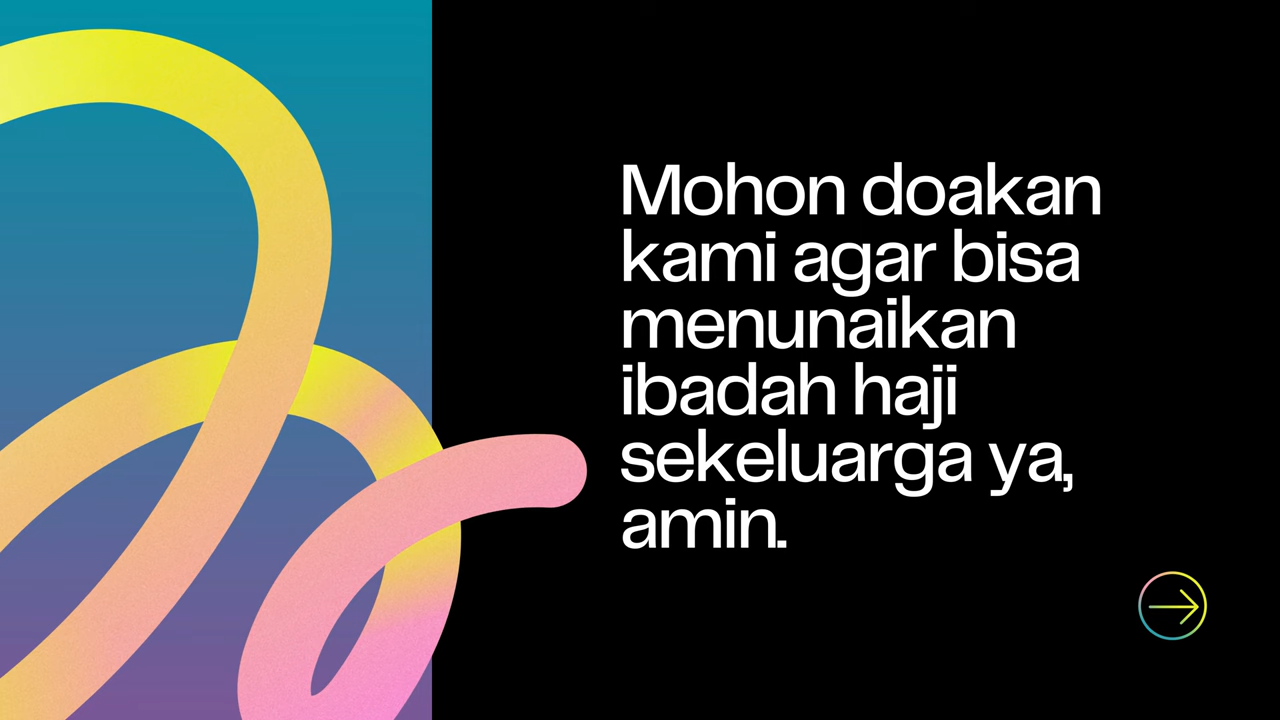 Mohon doakan
kami agar bisa
menunaikan
ibadah haji
sekeluarga ya,
amin.